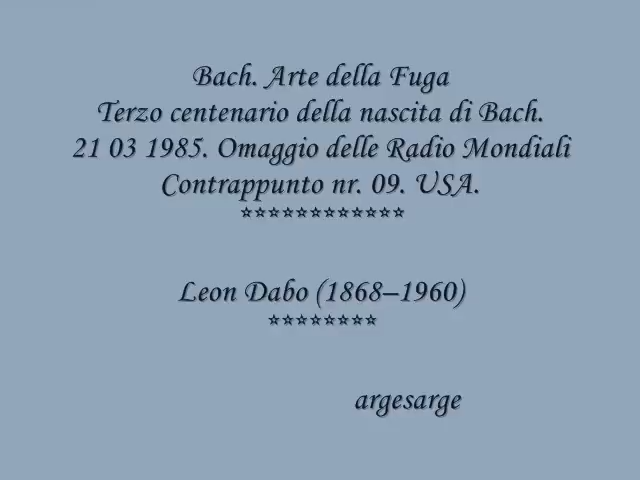 Bach. Arte della Fuga
Terzo centenario della nascita di Bach.
21 03 1985. Omaggio delle Radio Mondiali
Contrappunto nr. 09. USA.
************
Leon Dabo (1868–1960)
********
argesarge